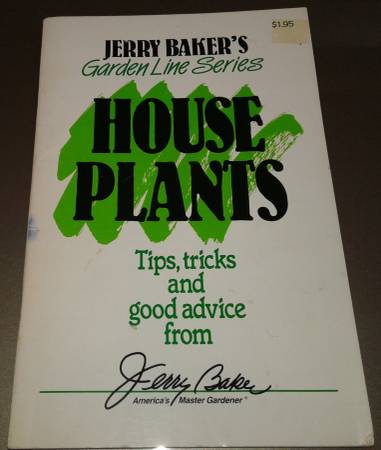 $1.95
JERRY BAKER'S
Garden Line Series
HOUSE
PLANTS
Tips, tricks
and
good advice
from
Jerry Baker
America's Master Gardener®